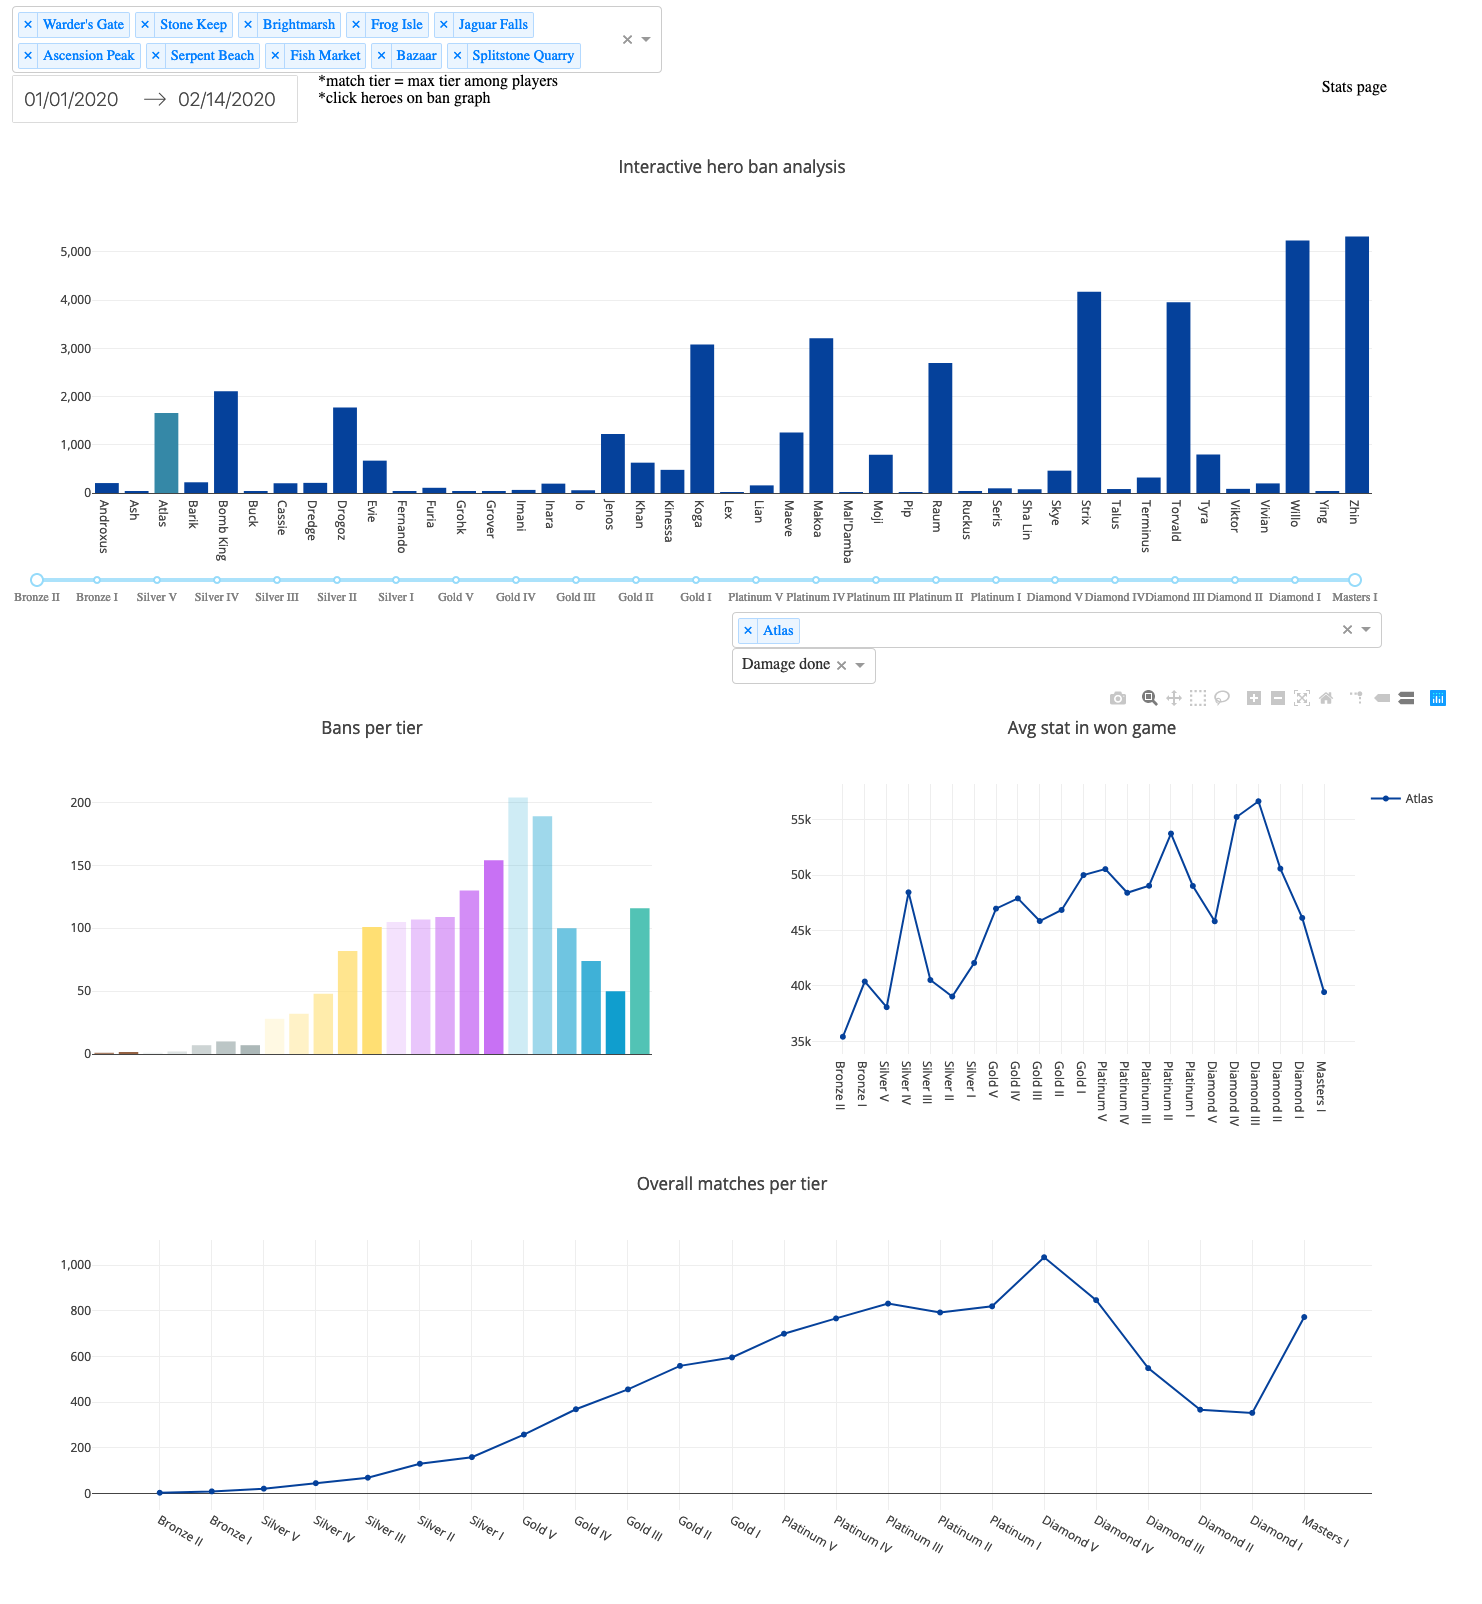 × Warder's Gate × Stone Keep × Brightmarsh × Frog Isle × Jaguar Falls
× Ascension Peak × Serpent Beach × Fish Market × Bazaar × Splitstone Quarry
01/01/2020 → 02/14/2020
*match tier = max tier among players
*click heroes on ban graph
Stats page
Interactive hero ban analysis
5,000
4,000
3,000
2,000
1,000
0
Androxus Ash Atlas Barik Bomb King Buck Cassie Dredge Drogoz Evie Fernando Furia Grohk Grover Imani Inara Io Jenos Khan Kinessa Koga Lex Lian Maeve Makoa Mal'Damba Moji Pip Raum Ruckus Seris Sha Lin Skye Strix Talus Terminus Torvald Tyra Viktor Vivian Willo Ying Zhin
Bronze II Bronze I Silver V Silver IV Silver III Silver II Silver I Gold V Gold IV Gold III Gold II Gold I Platinum V Platinum IV Platinum III Platinum II Platinum I Diamond V Diamond IV Diamond III Diamond II Diamond I Masters I
× Atlas
Damage done ×
Bans per tier
200
150
100
50
0
Avg stat in won game
55k
50k
45k
40k
35k
Atlas
Bronze II Bronze I Silver V Silver IV Silver III Silver II Silver I Gold V Gold IV Gold III Gold II Gold I Platinum V Platinum IV Platinum III Platinum II Platinum I Diamond V Diamond IV Diamond III Diamond II Diamond I Masters I
Overall matches per tier
1,000
800
600
400
200
0
Bronze II Bronze I Silver V Silver IV Silver III Silver II Silver I Gold V Gold IV Gold III Gold II Gold I Platinum V Platinum IV Platinum III Platinum II Platinum I Diamond V Diamond IV Diamond III Diamond II Diamond I Masters I